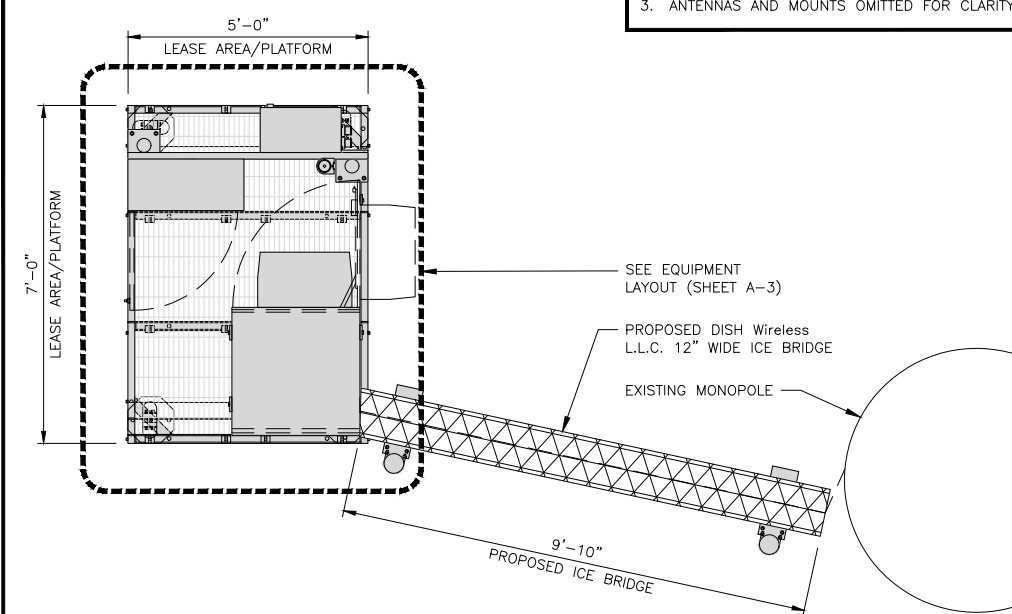 3. ANTENNAS AND MOUNTS OMITTED FOR CLARITY
5'-0"
LEASE AREA/PLATFORM
7'-0"
LEASE AREA/PLATFORM
SEE EQUIPMENT
LAYOUT (SHEET A-3)
PROPOSED DISH Wireless
L.L.C. 12" WIDE ICE BRIDGE
EXISTING MONOPOLE
9'-10"
PROPOSED ICE BRIDGE